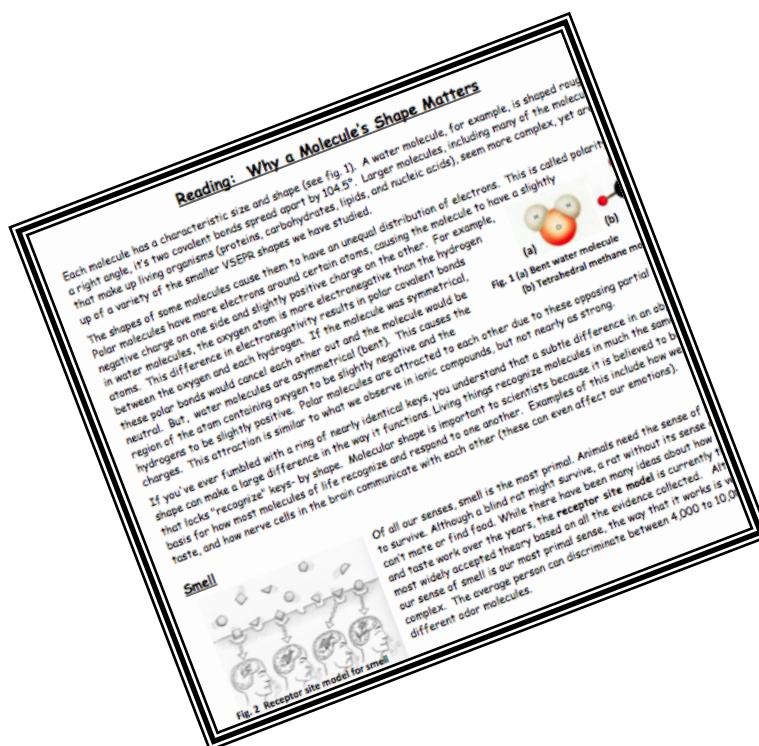 Reading: Why a Molecule's Shape Matters
Each molecule has a characteristic size and shape (see fig. 1). A water molecule, for example, is shaped
a right angle, it's two covalent bonds spread apart by 104.5°. Larger molecules, including many of the
that make up living organisms (proteins, carbohydrates, lipids, and nucleic acids), seem more complex, yet
up of a variety of the smaller VSEPR shapes we have studied.
The shapes of some molecules cause them to have an unequal distribution of electrons. This is called polarity
Polar molecules have more electrons around certain atoms, causing the molecule to have a slightly
negative charge on one side and slightly positive charge on the other. For example,
in water molecules, the oxygen atom is more electronegative than the hydrogen
atoms. This difference in electronegativity results in polar covalent bonds
between the oxygen and each hydrogen. If the molecule was symmetrical,
these polar bonds would cancel each other out and the molecule would be
neutral. But, water molecules are asymmetrical (bent). This causes the
region of the atom containing oxygen to be slightly negative and the
hydrogens to be slightly positive. Polar molecules are attracted to each other due to these opposing partial
charges. This attraction is similar to what we observe in ionic compounds, but not nearly as strong.
H
H
O
(a)
(b)
Fig. 1 (a) Bent water molecule
(b) Tetrahedral methane
If you've ever fumbled with a ring of nearly identical keys, you understand that a subtle difference in an
shape can make a large difference in the way it functions. Living things recognize molecules in much the
that locks "recognize" keys- by shape. Molecular shape is important to scientists because it is believed to
basis for how most molecules of life recognize and respond to one another. Examples of this include how
taste, and how nerve cells in the brain communicate with each other (these can even affect our emotions).
Smell
Of all our senses, smell is the most primal. Animals need the sense of
to survive. Although a blind rat might survive, a rat without its sense
can't mate or find food. While there have been many ideas about how
and taste work over the years, the receptor site model is currently
most widely accepted theory based on all the evidence collected.
our sense of smell is our most primal sense, the way that it works is
complex. The average person can discriminate between 4,000 to
different odor molecules.
Fig. 2 Receptor site model for smell